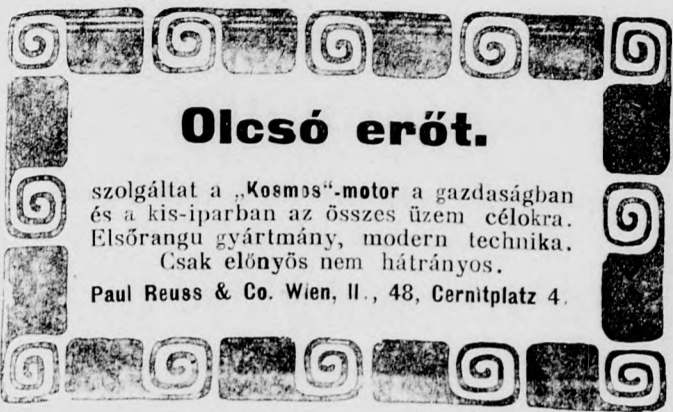 Olcsó erőt.
szolgáltat a „Kosmos“-motor a gazdaságban
és a kis-iparban az összes üzem célokra.
Elsőrangu gyártmány, modern technika.
Csak előnyös nem hátrányos.
Paul Reuss & Co. Wien, II., 48, Cernitplatz 4.